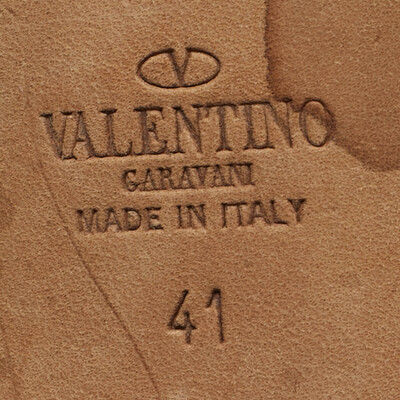 V
VALENTINO
GARAVANI
MADE IN ITALY
41